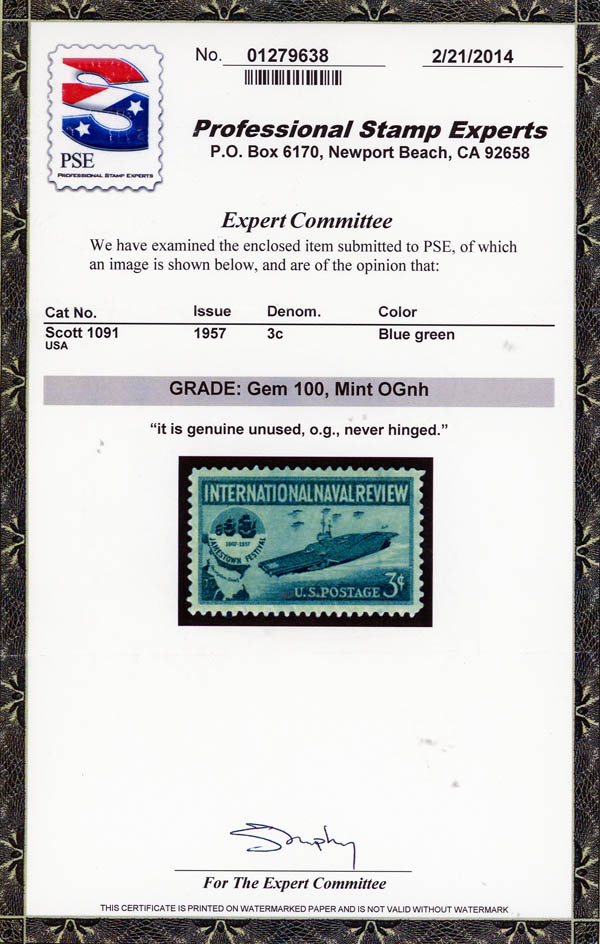 No. 01279638 2/21/2014
PSE
PROFESSIONAL STAMP EXPERTS
Professional Stamp Experts
P.O. Box 6170, Newport Beach, CA 92658
Expert Committee
We have examined the enclosed item submitted to PSE, of which
an image is shown below, and are of the opinion that:
Cat No. Issue Denom. Color
Scott 1091 1957 3c Blue green
USA
GRADE: Gem 100, Mint OGnh
“it is genuine unused, o.g., never hinged.”
INTERNATIONAL NAVAL REVIEW
1607-1957
JAMESTOWN FESTIVAL
U.S. POSTAGE 3¢
For The Expert Committee
THIS CERTIFICATE IS PRINTED ON WATERMARKED PAPER AND IS NOT VALID WITHOUT WATERMARK